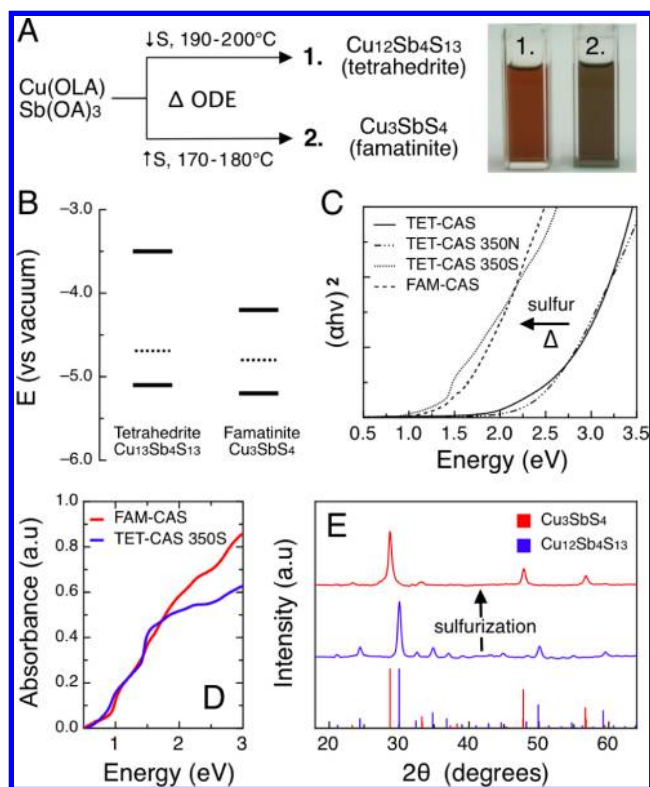 A
↓S, 190-200°C
1.
Cu12Sb4S13
(tetrahedrite)
Cu(OLA)
Sb(OA)3
Δ ODE
↑S, 170-180°C
2.
Cu3SbS4
(famatinite)
1.
2.
B
E (vs vacuum)
−3.0
−4.0
−5.0
−6.0
Tetrahedrite
Cu13Sb4S13
Famatinite
Cu3SbS4
C
TET-CAS
TET-CAS 350N
TET-CAS 350S
FAM-CAS
(αhν) 2
sulfur
Δ
0.5 1.0 1.5 2.0 2.5 3.0 3.5
Energy (eV)
1.0
0.8
0.6
0.4
0.2
0.0
Absorbance (a.u)
FAM-CAS
TET-CAS 350S
D
1 2 3
Energy (eV)
E
Cu3SbS4
Cu12Sb4S13
Intensity (a.u)
sulfurization
20 30 40 50 60
2θ (degrees)